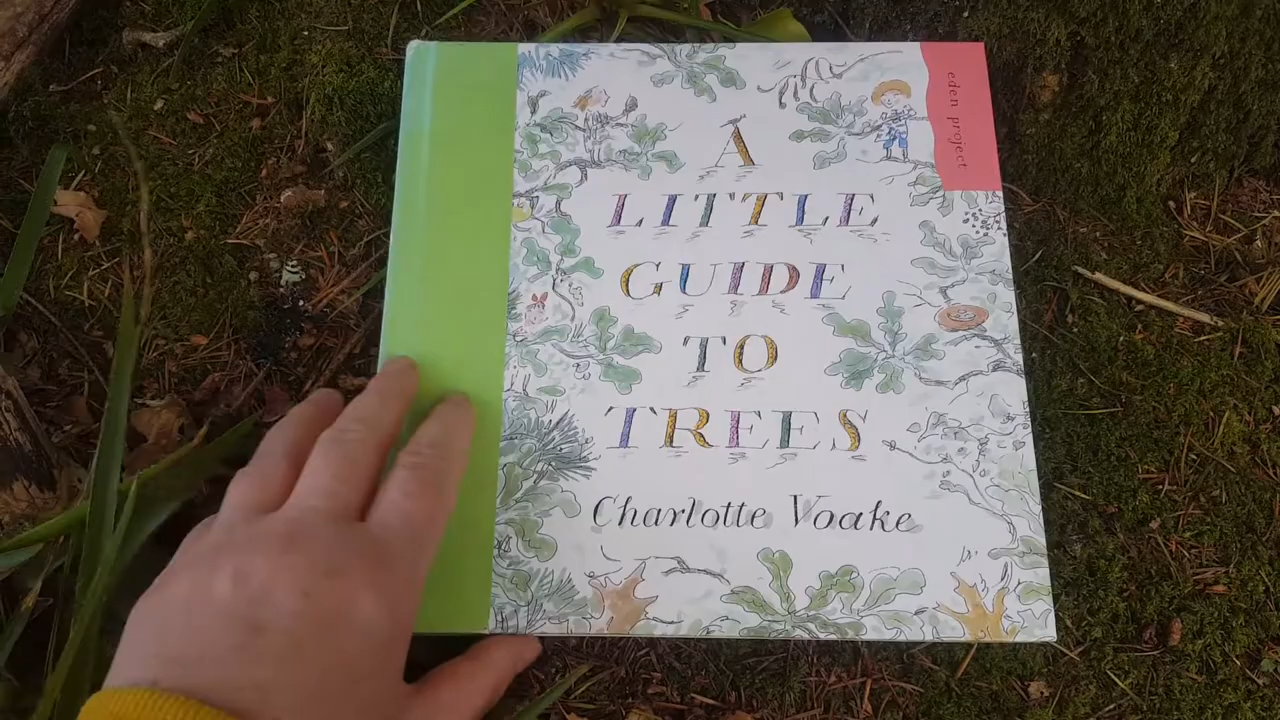 eden project
A
LITTLE
GUIDE
TO
TREES
Charlotte Voake